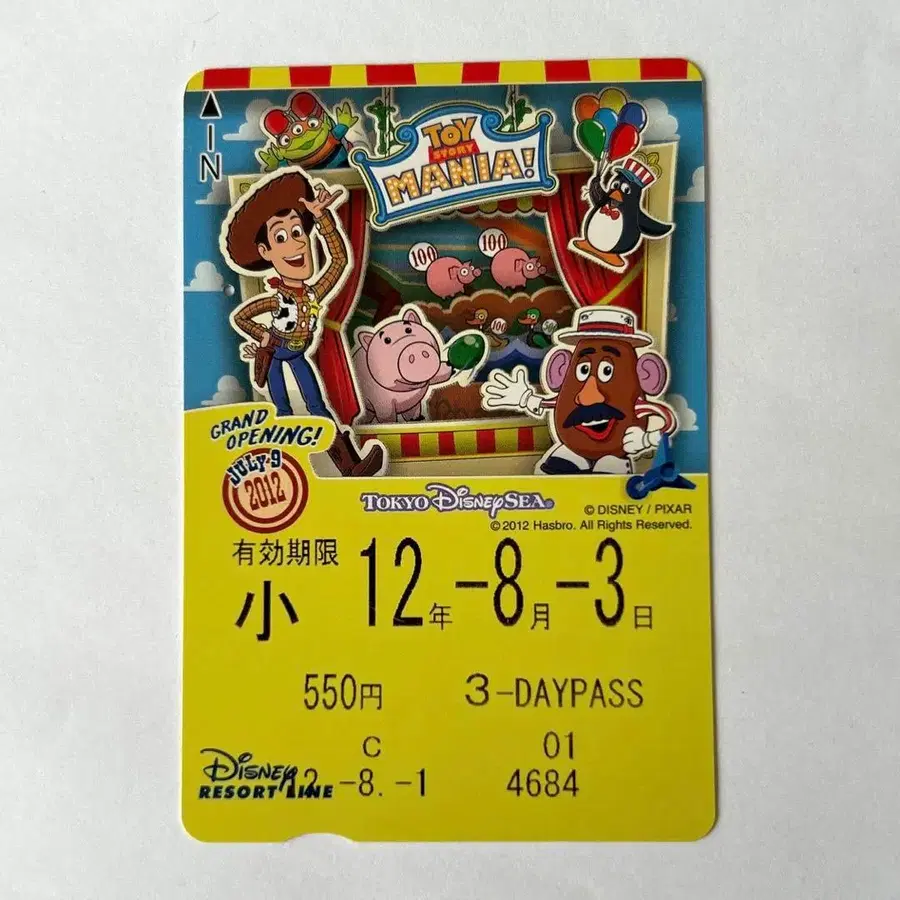 ▲IN
TOY
STORY
MANIA!
100
100
100
GRAND
OPENING!
JULY 9
2012
TOKYO DISNEYSEA®
© DISNEY / PIXAR
© 2012 Hasbro. All Rights Reserved.
有効期限
小 12年-8月-3日
550円 3-DAYPASS
C 01
Disney
12.-8.-1 4684
RESORT LINE